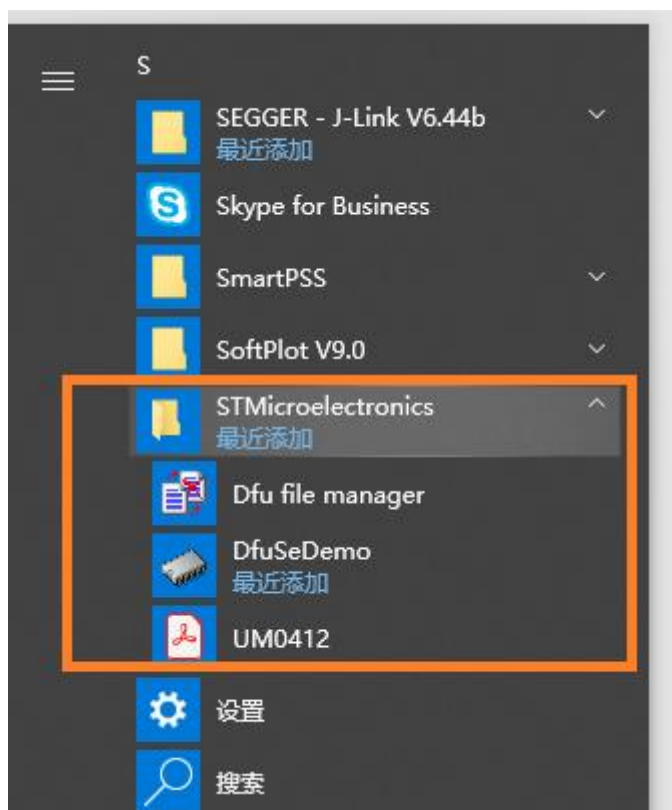 S
SEGGER - J-Link V6.44b
最近添加
Skype for Business
SmartPSS
SoftPlot V9.0
STMicroelectronics
最近添加
Dfu file manager
DfuSeDemo
最近添加
UM0412
设置
搜索